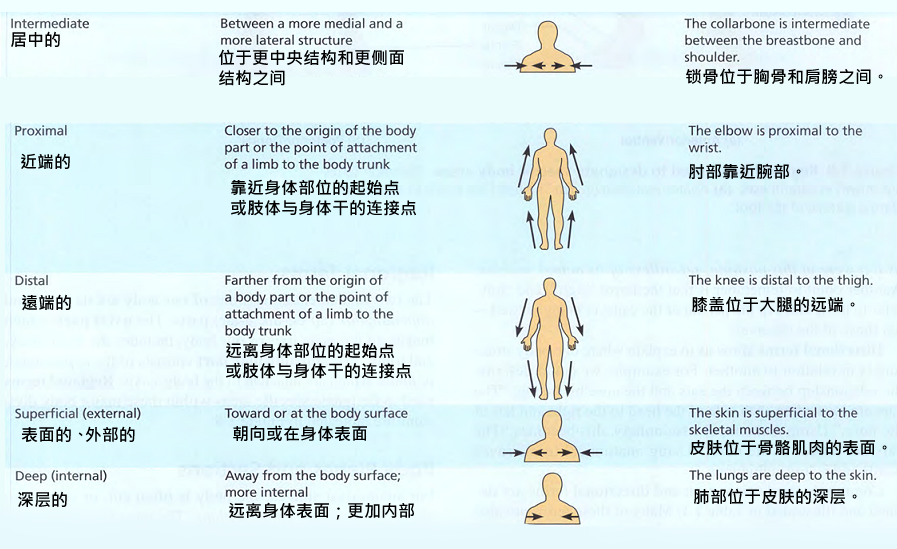 Intermediate
居中的
Between a more medial and a
more lateral structure
位于更中央结构和更侧面
结构之间
The collarbone is intermediate
between the breastbone and
shoulder.
锁骨位于胸骨和肩膀之间。
Proximal
近端的
Closer to the origin of the body
part or the point of attachment
of a limb to the body trunk
靠近身体部位的起始点
或肢体与身体干的连接点
The elbow is proximal to the
wrist.
肘部靠近腕部。
Distal
遠端的
Farther from the origin of
a body part or the point of
attachment of a limb to the
body trunk
远离身体部位的起始点
或肢体与身体干的连接点
The knee is distal to the thigh.
膝盖位于大腿的远端。
Superficial (external)
表面的、外部的
Toward or at the body surface
朝向或在身体表面
The skin is superficial to the
skeletal muscles.
皮肤位于骨骼肌肉的表面。
Deep (internal)
深层的
Away from the body surface;
more internal
远离身体表面；更加内部
The lungs are deep to the skin.
肺部位于皮肤的深层。